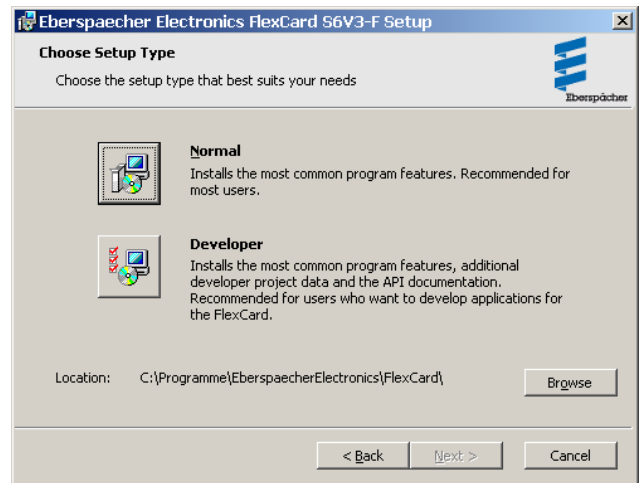 Eberspaecher Electronics FlexCard S6V3-F Setup
Choose Setup Type
Choose the setup type that best suits your needs
Eberspächer
Normal
Installs the most common program features. Recommended for
most users.
Developer
Installs the most common program features, additional
developer project data and the API documentation.
Recommended for users who want to develop applications for
the FlexCard.
Location: C:\Programme\EberspaecherElectronics\FlexCard\ Browse
< Back Next > Cancel